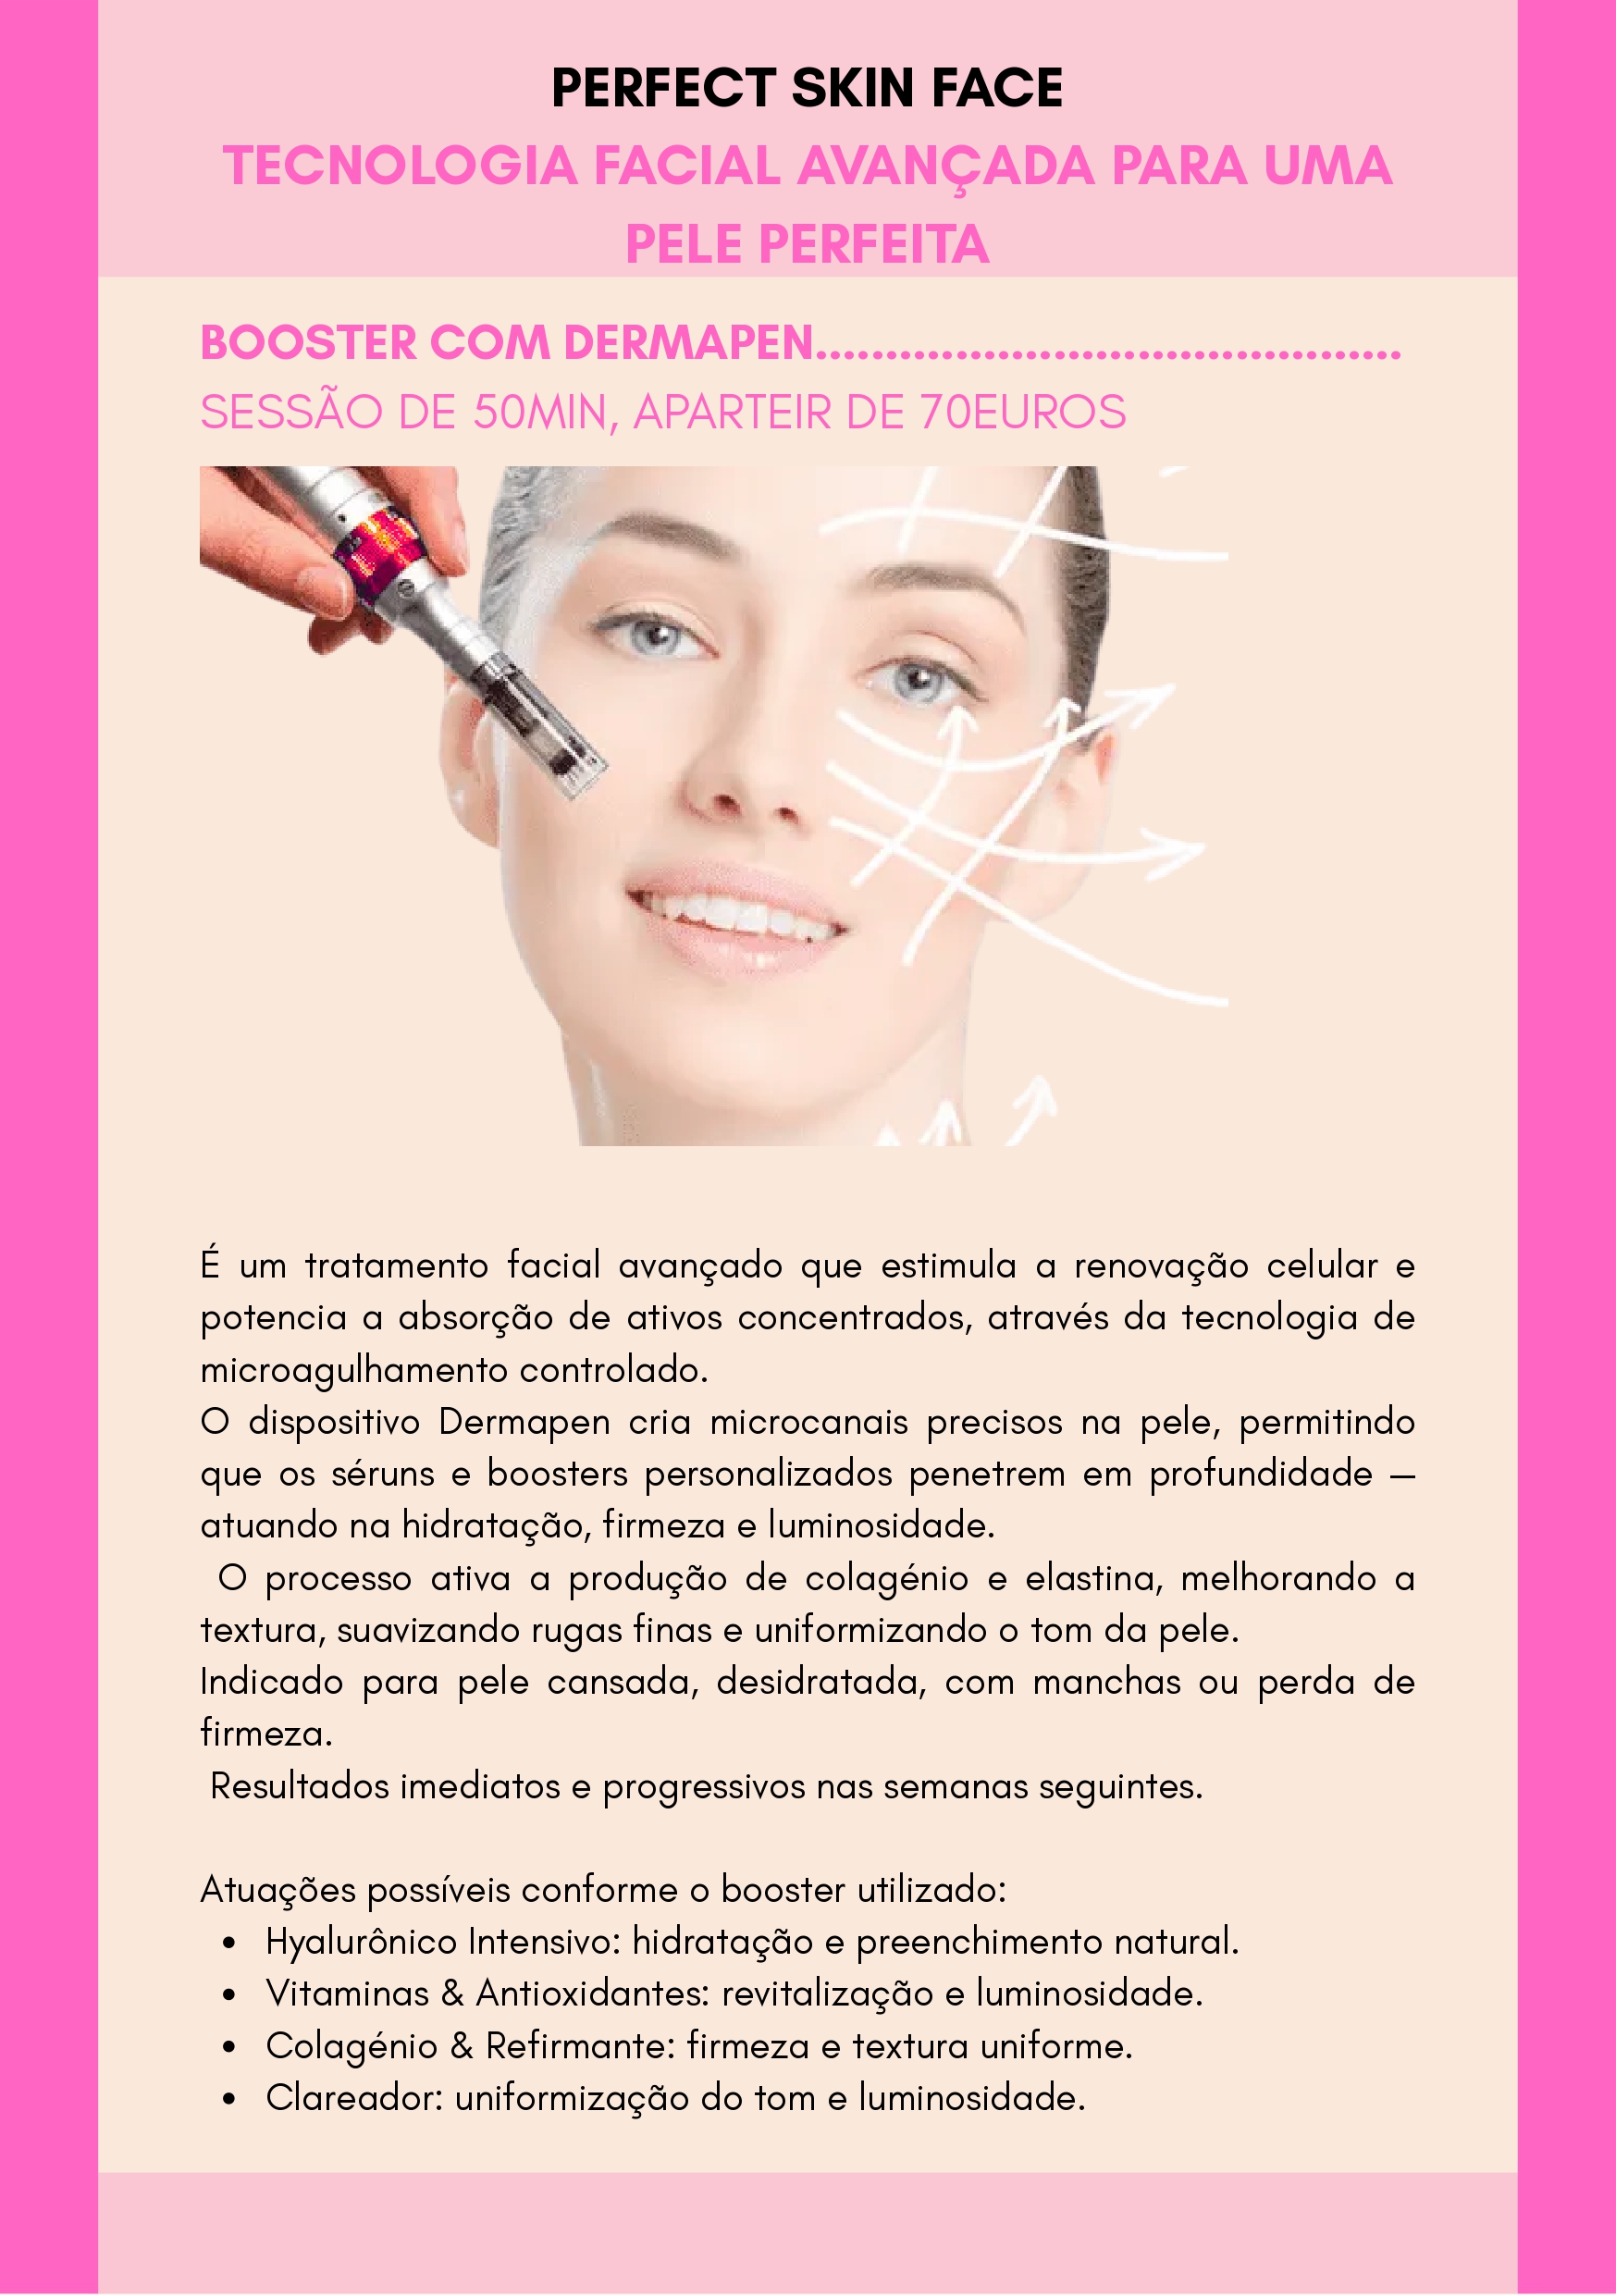 PERFECT SKIN FACE
TECNOLOGIA FACIAL AVANÇADA PARA UMA
PELE PERFEITA
BOOSTER COM DERMAPEN..........................................
SESSÃO DE 50MIN, APARTEIR DE 70EUROS
É um tratamento facial avançado que estimula a renovação celular e
potencia a absorção de ativos concentrados, através da tecnologia de
microagulhamento controlado.
O dispositivo Dermapen cria microcanais precisos na pele, permitindo
que os séruns e boosters personalizados penetrem em profundidade —
atuando na hidratação, firmeza e luminosidade.
O processo ativa a produção de colagénio e elastina, melhorando a
textura, suavizando rugas finas e uniformizando o tom da pele.
Indicado para pele cansada, desidratada, com manchas ou perda de
firmeza.
Resultados imediatos e progressivos nas semanas seguintes.
Atuações possíveis conforme o booster utilizado:
• Hyalurônico Intensivo: hidratação e preenchimento natural.
• Vitaminas & Antioxidantes: revitalização e luminosidade.
• Colagénio & Refirmante: firmeza e textura uniforme.
• Clareador: uniformização do tom e luminosidade.